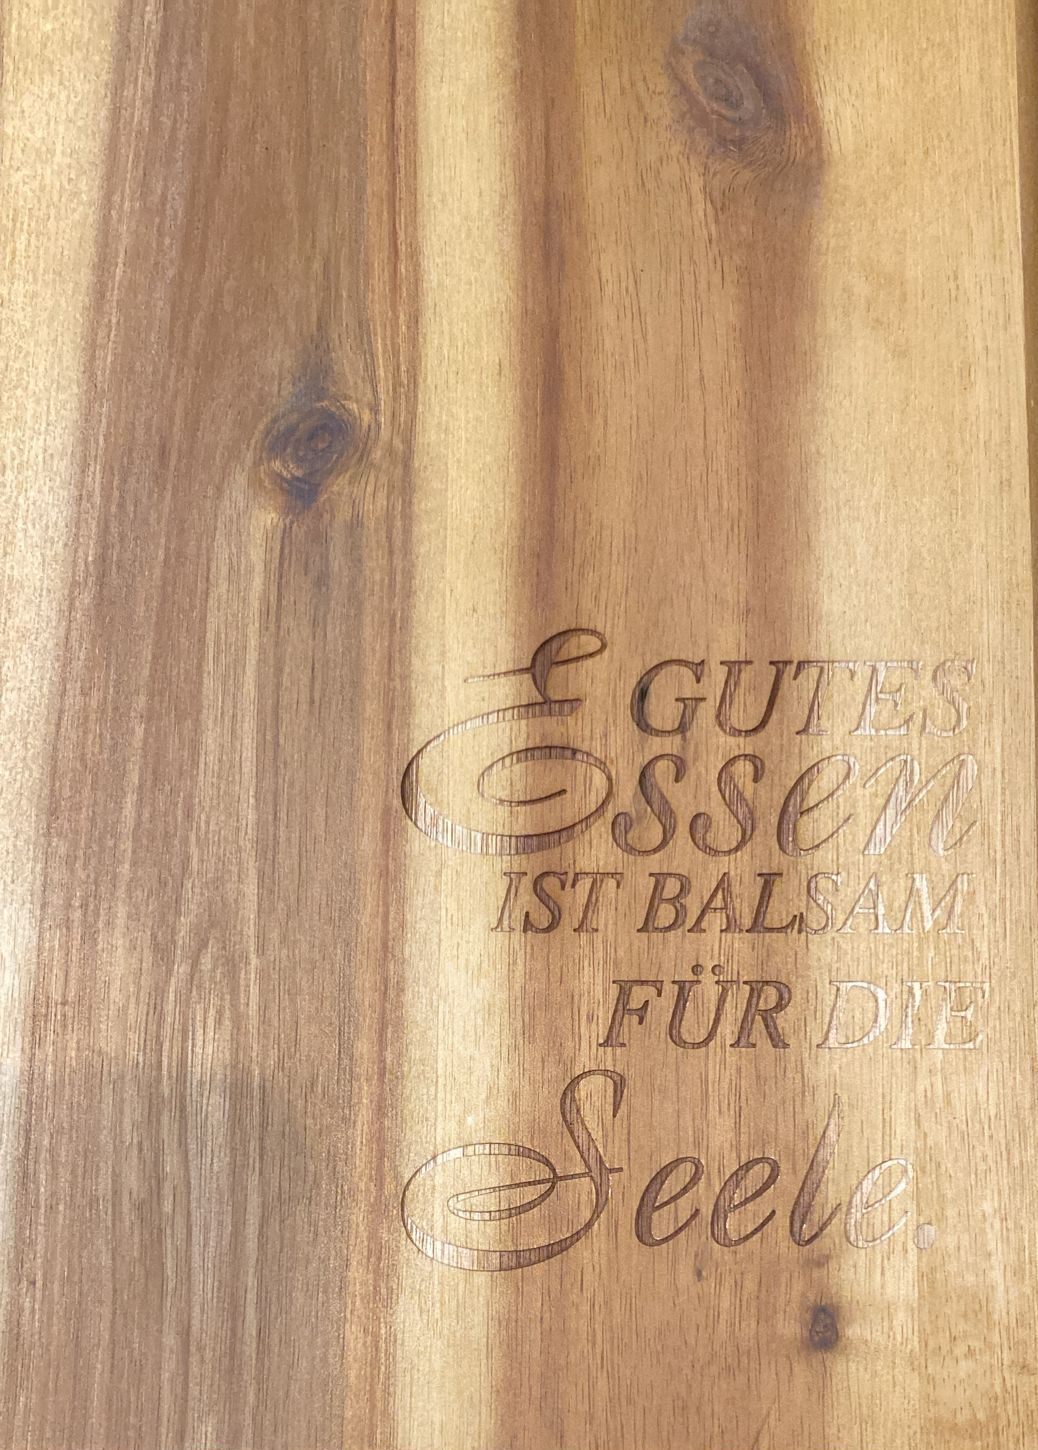 GUTES
Essen
IST BALSAM
FÜR DIE
Seele.